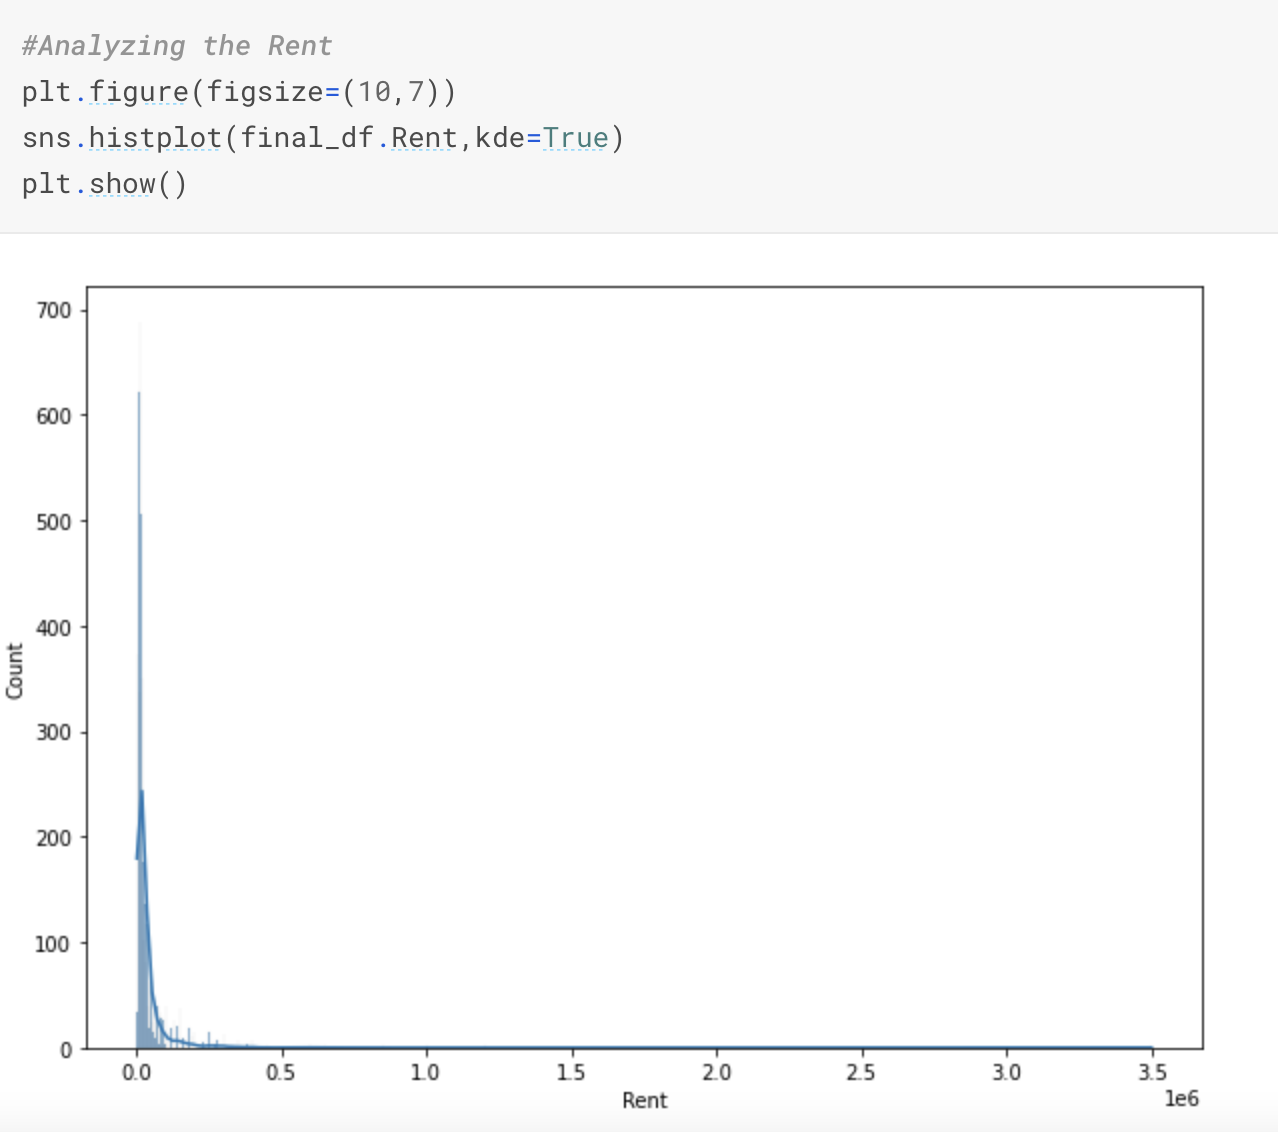 #Analyzing the Rent
plt.figure(figsize=(10,7))
sns.histplot(final_df.Rent,kde=True)
plt.show()
700
600
500
400
300
200
100
0
Count
0.0 0.5 1.0 1.5 2.0 2.5 3.0 3.5
1e6
Rent